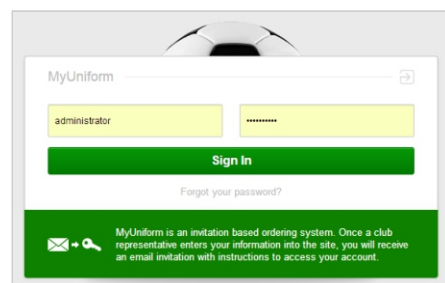 MyUniform
administrator ••••••••••
Sign In
Forgot your password?
MyUniform is an invitation based ordering system. Once a club
representative enters your information into the site, you will receive
an email invitation with instructions to access your account.